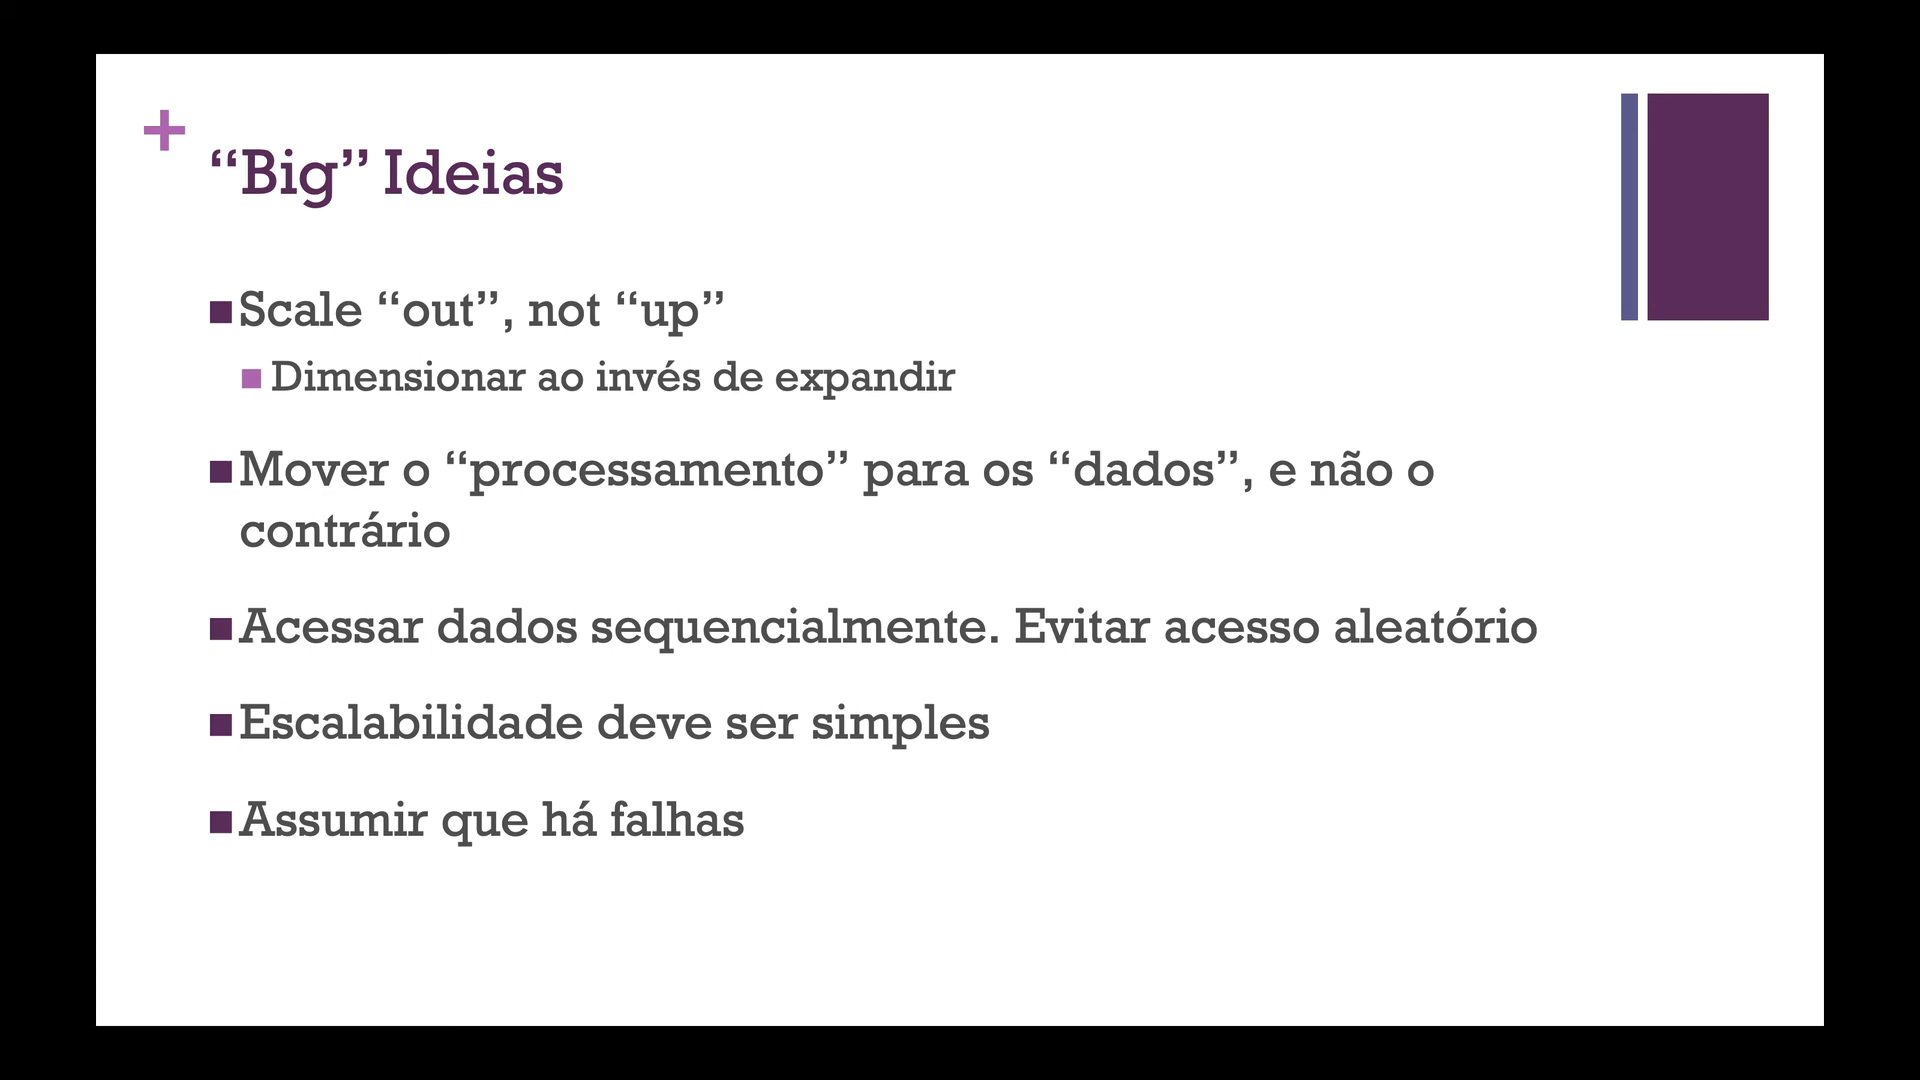 +
“Big” Ideias
Scale “out”, not “up”
Dimensionar ao invés de expandir
Mover o “processamento” para os “dados”, e não o
contrário
Acessar dados sequencialmente. Evitar acesso aleatório
Escalabilidade deve ser simples
Assumir que há falhas